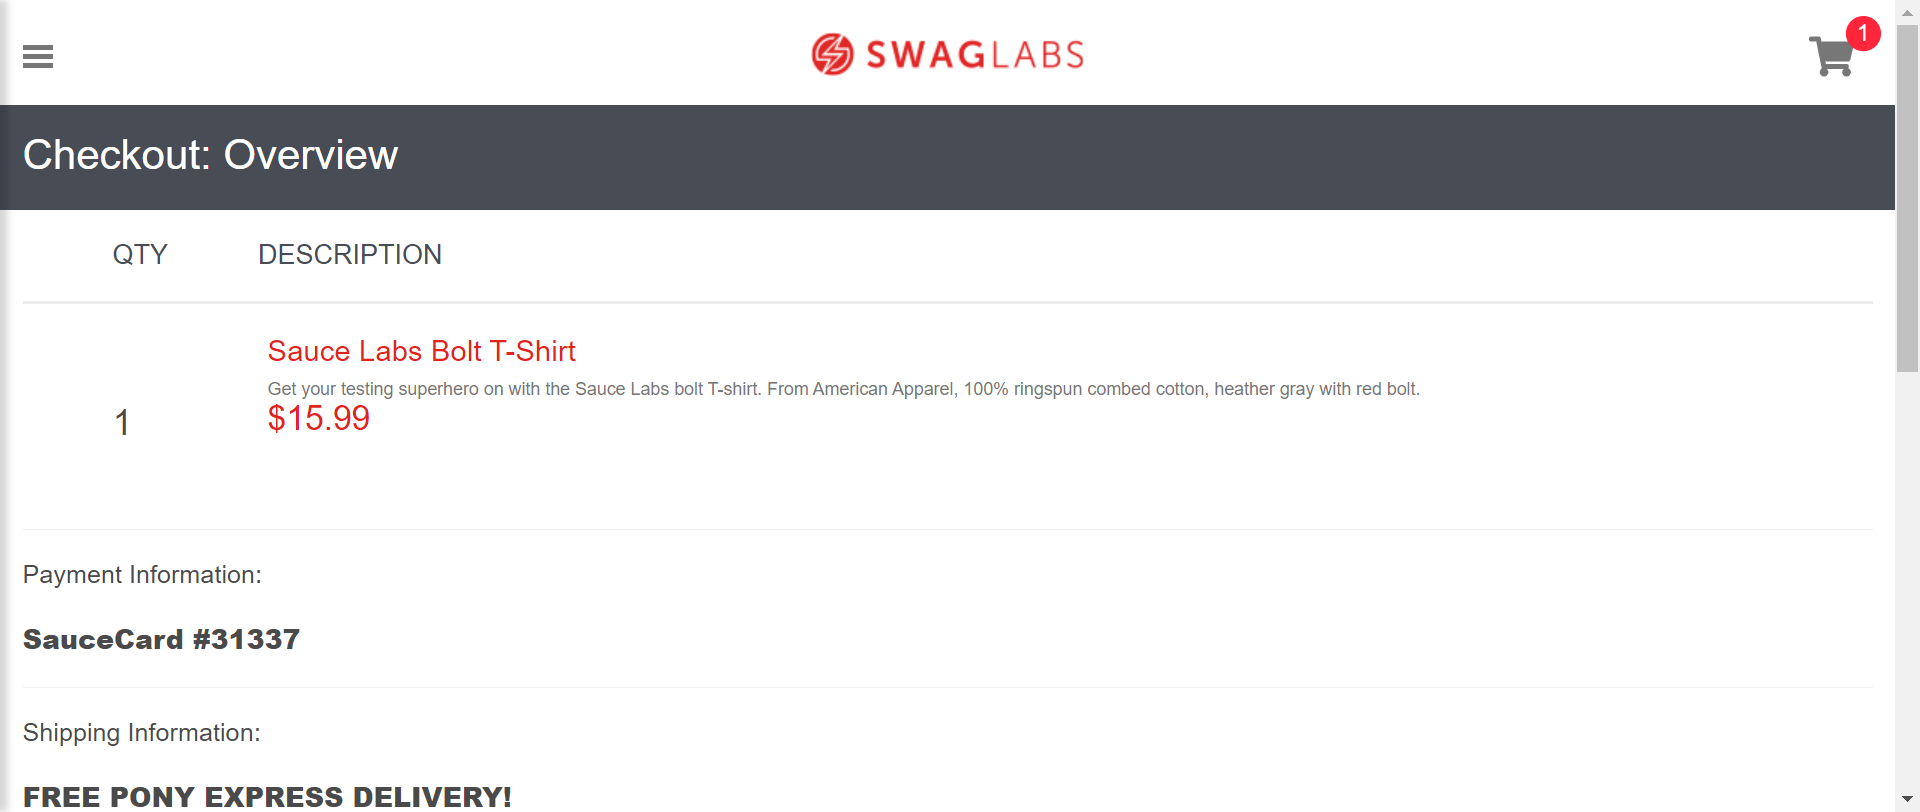 SWAGLABS
1
Checkout: Overview
QTY DESCRIPTION
Sauce Labs Bolt T-Shirt
Get your testing superhero on with the Sauce Labs bolt T-shirt. From American Apparel, 100% ringspun combed cotton, heather gray with red bolt.
1 $15.99
Payment Information:
SauceCard #31337
Shipping Information:
FREE PONY EXPRESS DELIVERY!